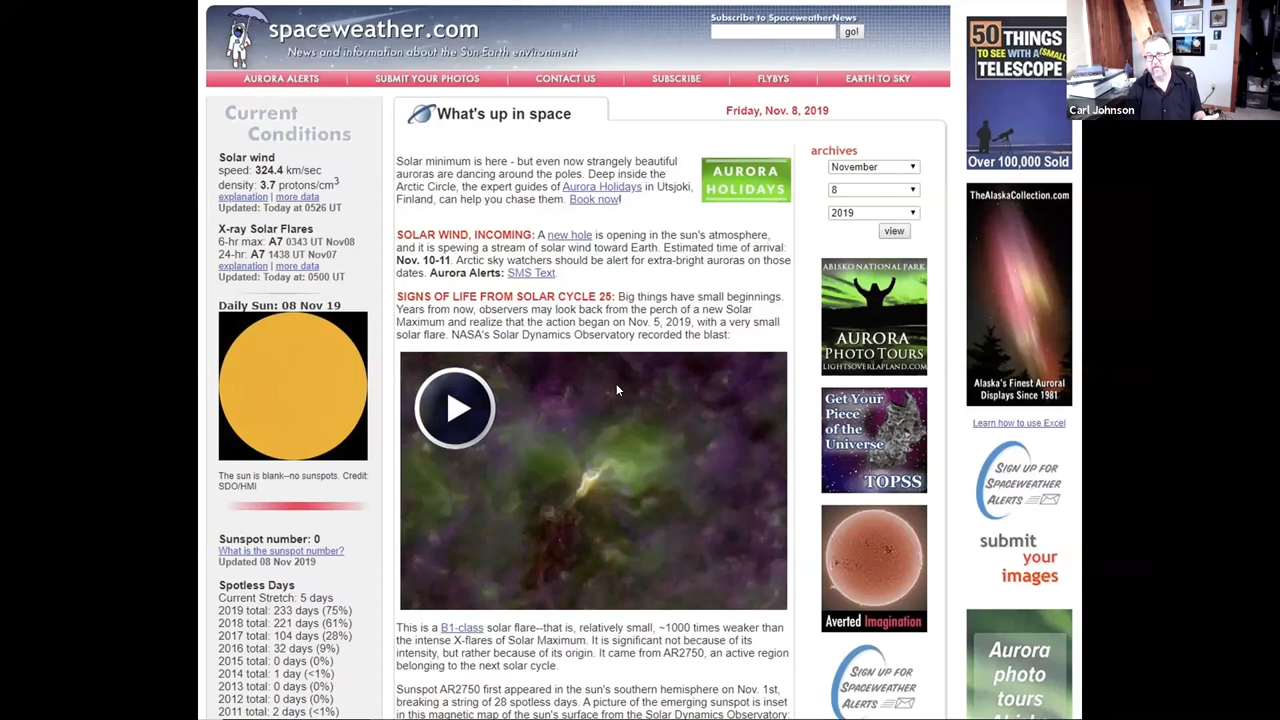 spaceweather.com
News and information about the Sun Earth environment
Subscribe to SpaceweatherNews
go!
AURORA ALERTS
SUBMIT YOUR PHOTOS
CONTACT US
SUBSCRIBE
FLYBYS
EARTH TO SKY
Current
Conditions
Solar wind
speed: 324.4 km/sec
density: 3.7 protons/cm3
explanation | more data
Updated: Today at 0526 UT
X-ray Solar Flares
6-hr max: A7 0343 UT Nov08
24-hr: A7 1438 UT Nov07
explanation | more data
Updated: Today at: 0500 UT
Daily Sun: 08 Nov 19
The sun is blank--no sunspots. Credit:
SDO/HMI
Sunspot number: 0
What is the sunspot number?
Updated 08 Nov 2019
Spotless Days
Current Stretch: 5 days
2019 total: 233 days (75%)
2018 total: 221 days (61%)
2017 total: 104 days (28%)
2016 total: 32 days (9%)
2015 total: 0 days (0%)
2014 total: 1 day (<1%)
2013 total: 0 days (0%)
2012 total: 0 days (0%)
2011 total: 2 days (<1%)
What's up in space
Friday, Nov. 8, 2019
Solar minimum is here - but even now strangely beautiful
auroras are dancing around the poles. Deep inside the
Arctic Circle, the expert guides of Aurora Holidays in Utsjoki,
Finland, can help you chase them. Book now!
AURORA
HOLIDAYS
SOLAR WIND, INCOMING: A new hole is opening in the sun's atmosphere,
and it is spewing a stream of solar wind toward Earth. Estimated time of arrival:
Nov. 10-11. Arctic sky watchers should be alert for extra-bright auroras on those
dates. Aurora Alerts: SMS Text.
SIGNS OF LIFE FROM SOLAR CYCLE 25: Big things have small beginnings.
Years from now, observers may look back from the perch of a new Solar
Maximum and realize that the action began on Nov. 5, 2019, with a very small
solar flare. NASA's Solar Dynamics Observatory recorded the blast:
This is a B1-class solar flare--that is, relatively small, ~1000 times weaker than
the intense X-flares of Solar Maximum. It is significant not because of its
intensity, but rather because of its origin. It came from AR2750, an active region
belonging to the next solar cycle.
Sunspot AR2750 first appeared in the sun's southern hemisphere on Nov. 1st,
breaking a string of 28 spotless days. A picture of the emerging sunspot is inset
in this magnetic map of the sun's surface from the Solar Dynamics Observatory:
archives
November
8
2019
view
ABISKO NATIONAL PARK
AURORA
PHOTO TOURS
LIGHTSOVERLAPLAND.COM
Get Your
Piece
of the
Universe
TOPSS
Averted Imagination
SIGN UP FOR
SPACEWEATHER
ALERTS
50 THINGS
TO SEE WITH A (SMALL)
TELESCOPE
Over 100,000 Sold
TheAlaskaCollection.com
Alaska's Finest Auroral
Displays Since 1981
Learn how to use Excel
SIGN UP FOR
SPACEWEATHER
ALERTS
submit
your
images
Aurora
photo
tours
Carl Johnson